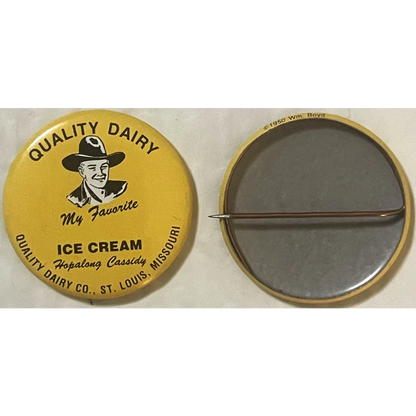 QUALITY DAIRY
My Favorite
ICE CREAM
Hopalong Cassidy
QUALITY DAIRY CO., ST. LOUIS, MISSOURI
©1950 Wm. Boyd